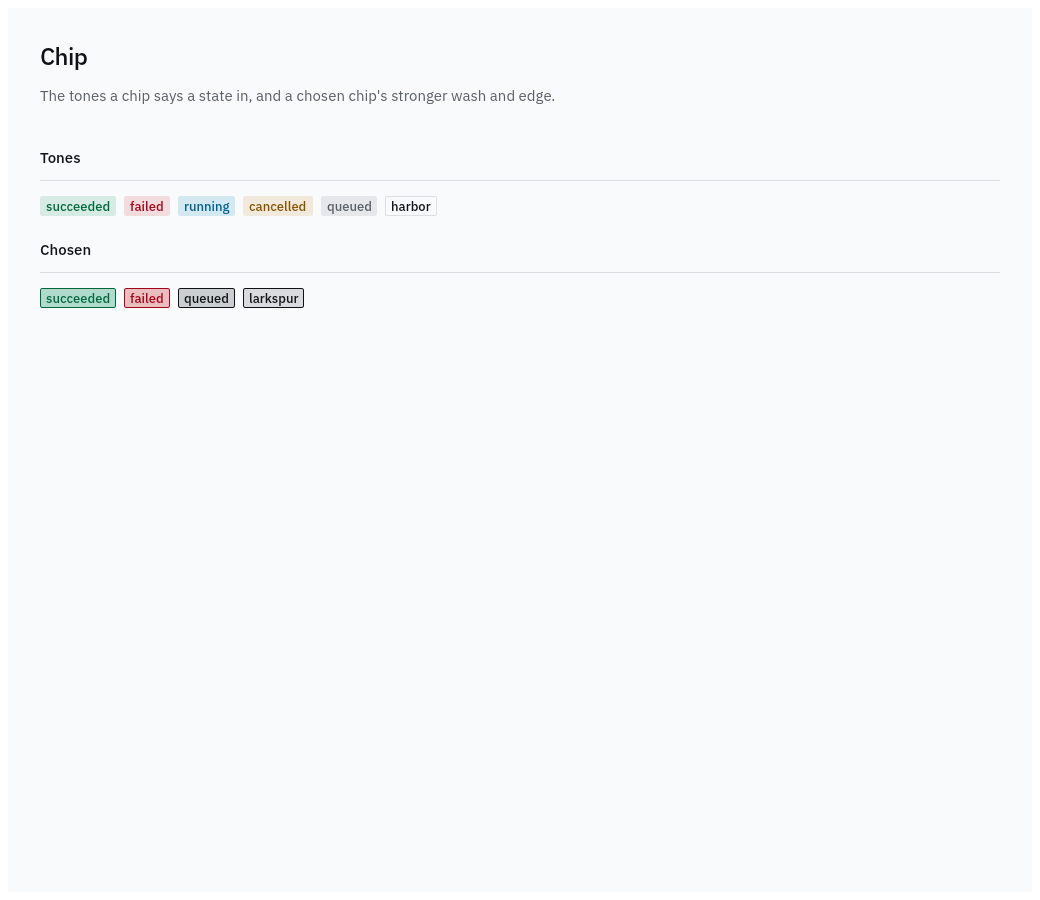 Chip
The tones a chip says a state in, and a chosen chip's stronger wash and edge.
Tones
succeeded failed running cancelled queued harbor
Chosen
succeeded failed queued larkspur